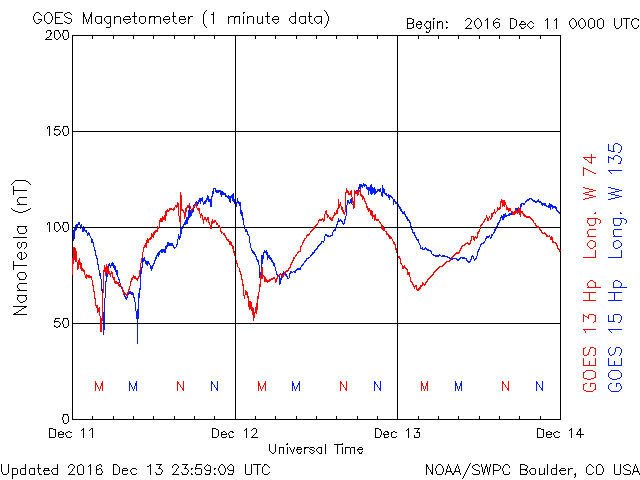 GOES Magnetometer (1 minute data)
Begin: 2016 Dec 11 0000 UTC
200
150
100
50
0
NanoTesla (nT)
M M N N M M N N M M N N
Dec 11 Dec 12 Dec 13 Dec 14
Universal Time
GOES 13 Hp Long. W 74
GOES 15 Hp Long. W 135
Updated 2016 Dec 13 23:59:09 UTC
NOAA/SWPC Boulder, CO USA